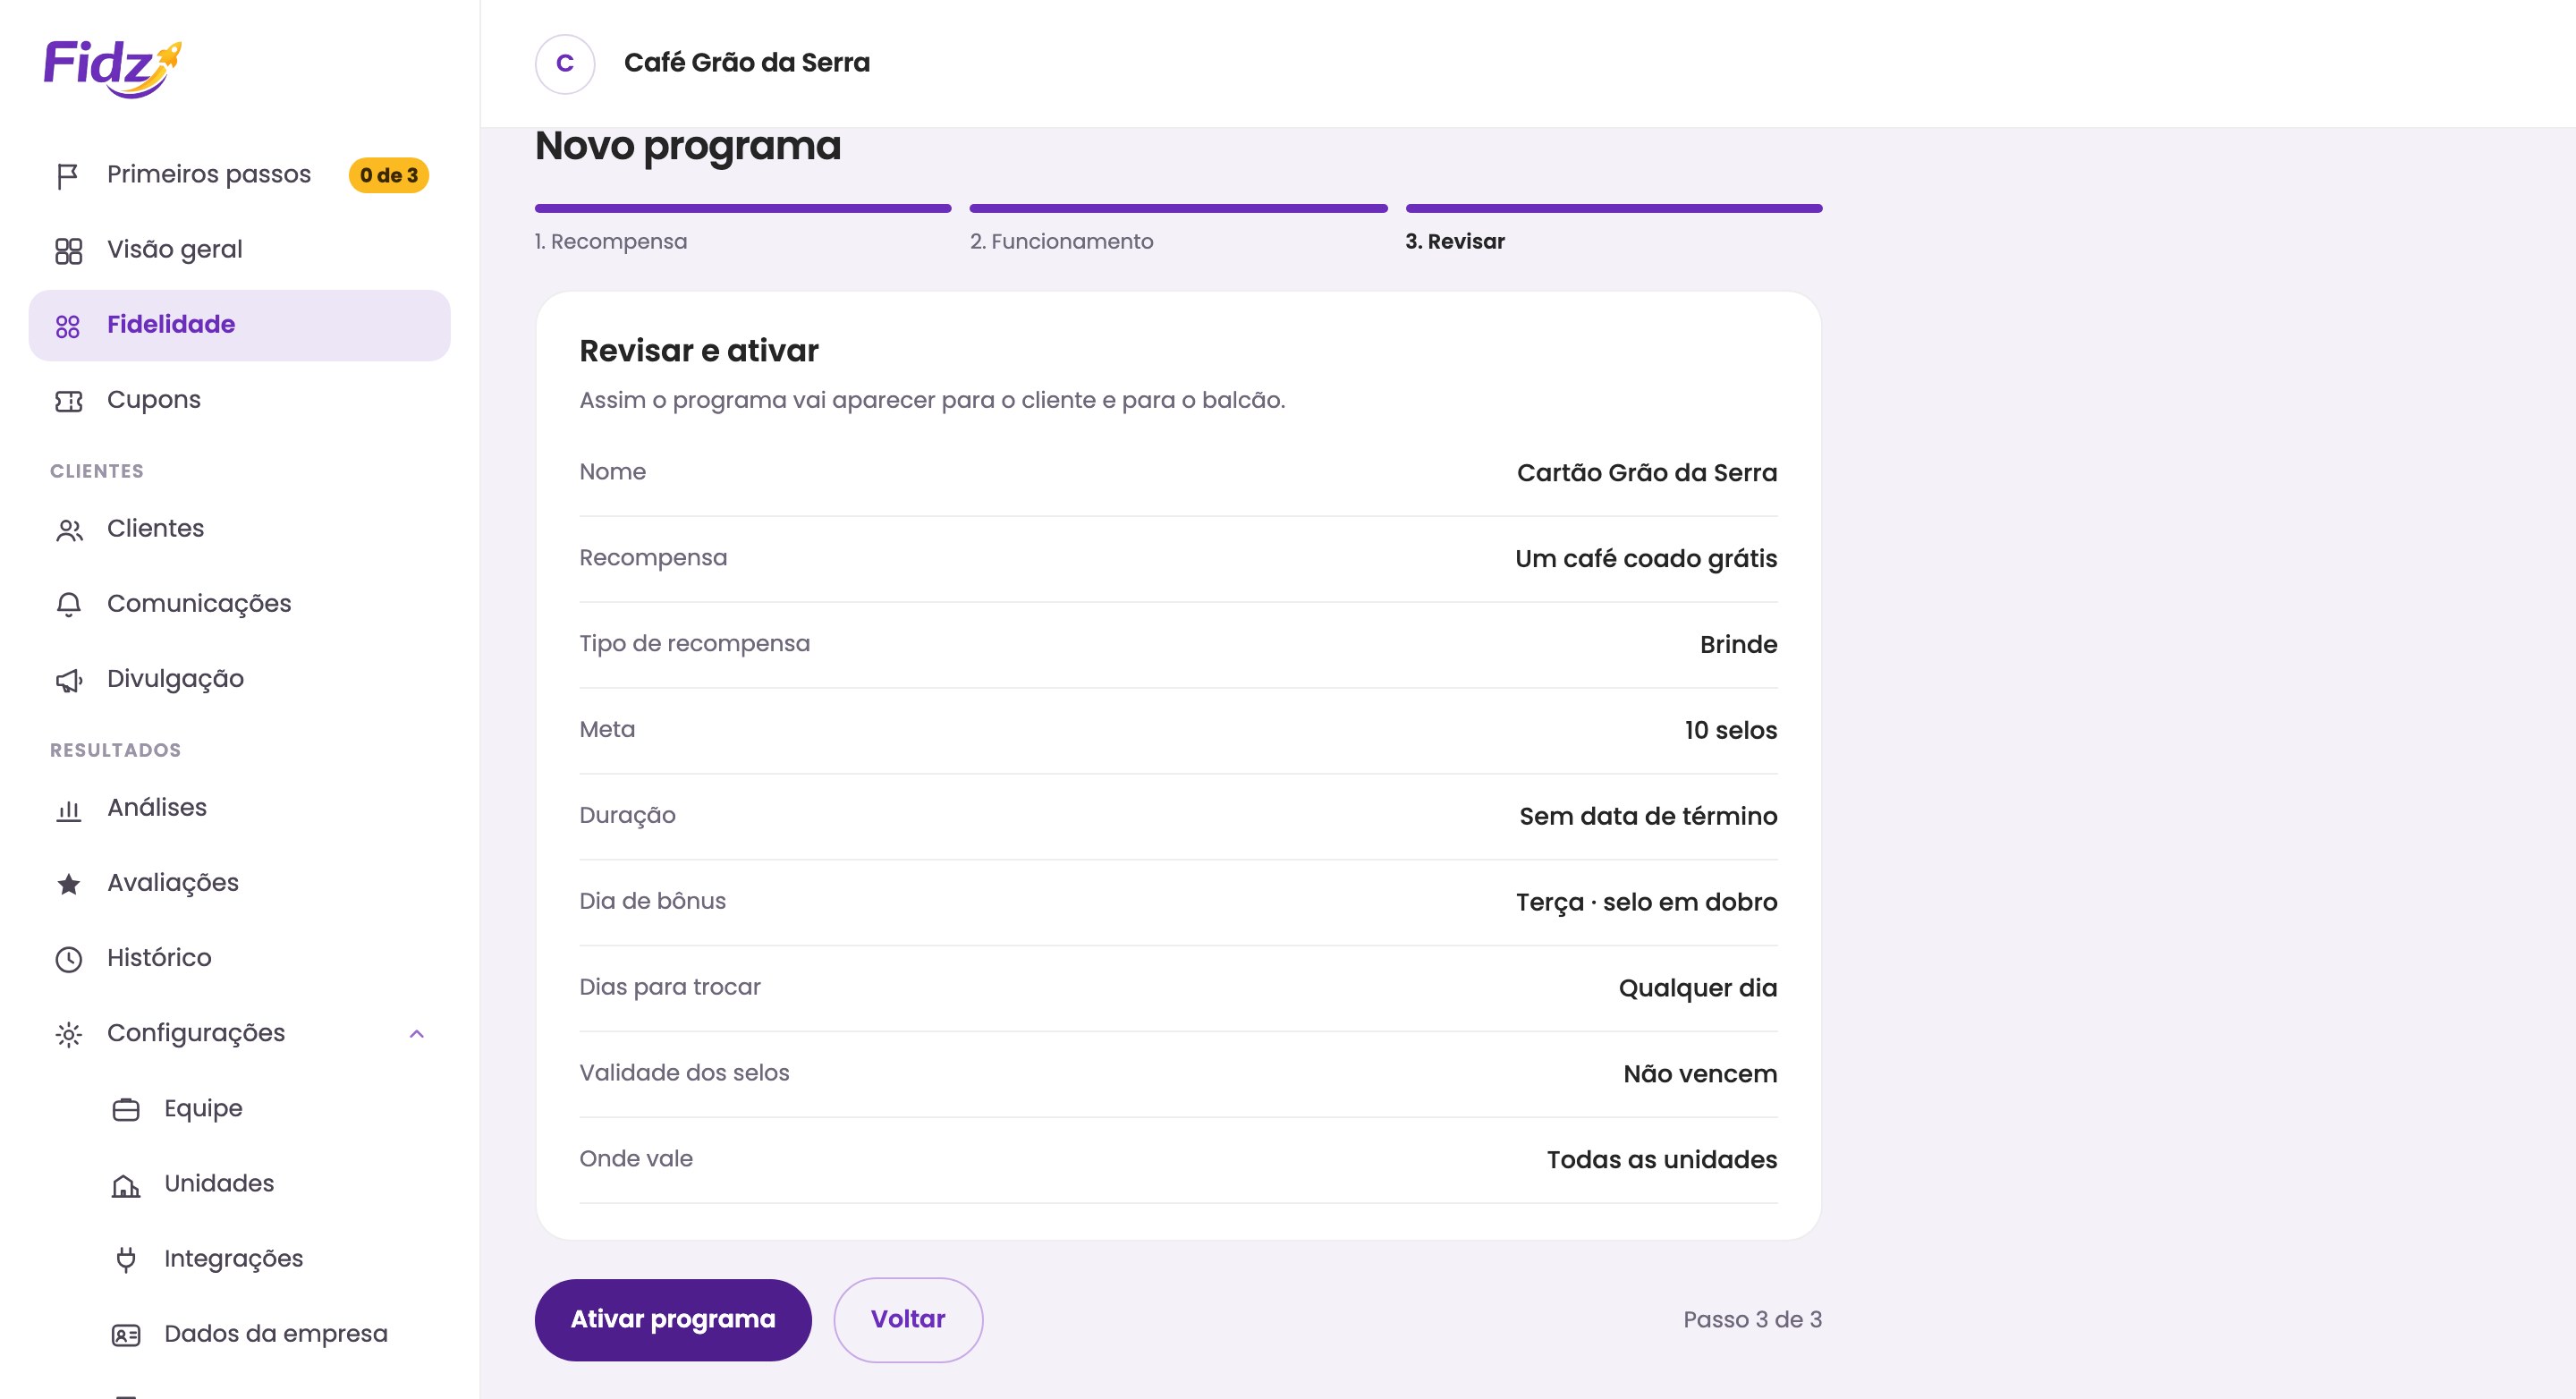 Fidz
Primeiros passos
0 de 3
Visão geral
Fidelidade
Cupons
CLIENTES
Clientes
Comunicações
Divulgação
RESULTADOS
Análises
Avaliações
Histórico
Configurações
Equipe
Unidades
Integrações
Dados da empresa
C
Café Grão da Serra
Novo programa
1. Recompensa
2. Funcionamento
3. Revisar
Revisar e ativar
Assim o programa vai aparecer para o cliente e para o balcão.
Nome
Cartão Grão da Serra
Recompensa
Um café coado grátis
Tipo de recompensa
Brinde
Meta
10 selos
Duração
Sem data de término
Dia de bônus
Terça · selo em dobro
Dias para trocar
Qualquer dia
Validade dos selos
Não vencem
Onde vale
Todas as unidades
Ativar programa
Voltar
Passo 3 de 3